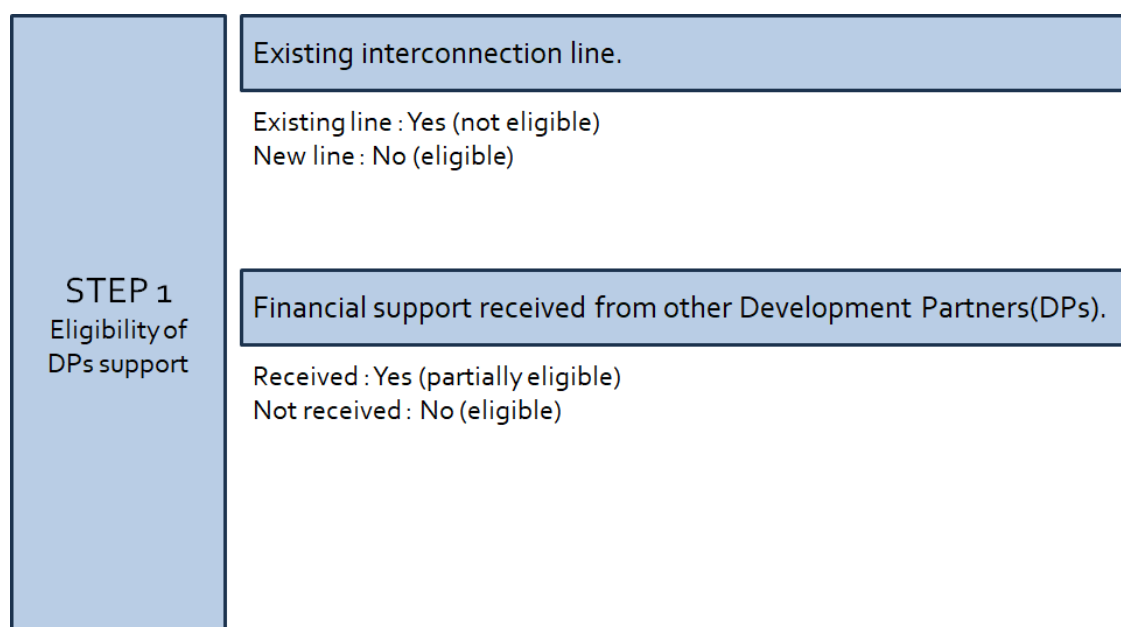 STEP 1
Eligibility of
DPs support
Existing interconnection line.
Existing line : Yes (not eligible)
New line : No (eligible)
Financial support received from other Development Partners(DPs).
Received : Yes (partially eligible)
Not received : No (eligible)